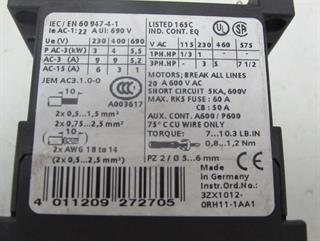 IEC/ EN 60 947-4-1
Ie AC-1:22 A UI: 690 V
Ue (V) 230 400 690
P AC-3(kW) 3 4 5,5
AC-3 (A) 9 9 5,2
AC-15(A) 6 3 1
JEM AC3.1.0-0
A003617
2x 0,5...1,5 mm²
2x 0,75...2,5 mm²
2x AWG 18 to 14
(2x 0,5...2,5 mm²)
4 011209 272705
LISTED 165C
IND. CONT. EQ
V AC 115 230 460 575
1PH.HP 1/3 1
3PH.HP 3 5 7 1/2
MOTORS; BREAK ALL LINES
20 A 600 V AC
SHORT CIRCUIT 5KA, 600V
MAX. RK5 FUSE : 60 A
CB : 50 A
AUX. CONT. A600 / P600
75° C CU WIRE ONLY
TORQUE: 7...10.3 LB.IN
0,8...1,2 Nm
PZ 2 / Ø 5...6 mm
Made
in Germany
Instr.Ord.No.:
3ZX1012-
0RH11-1AA1